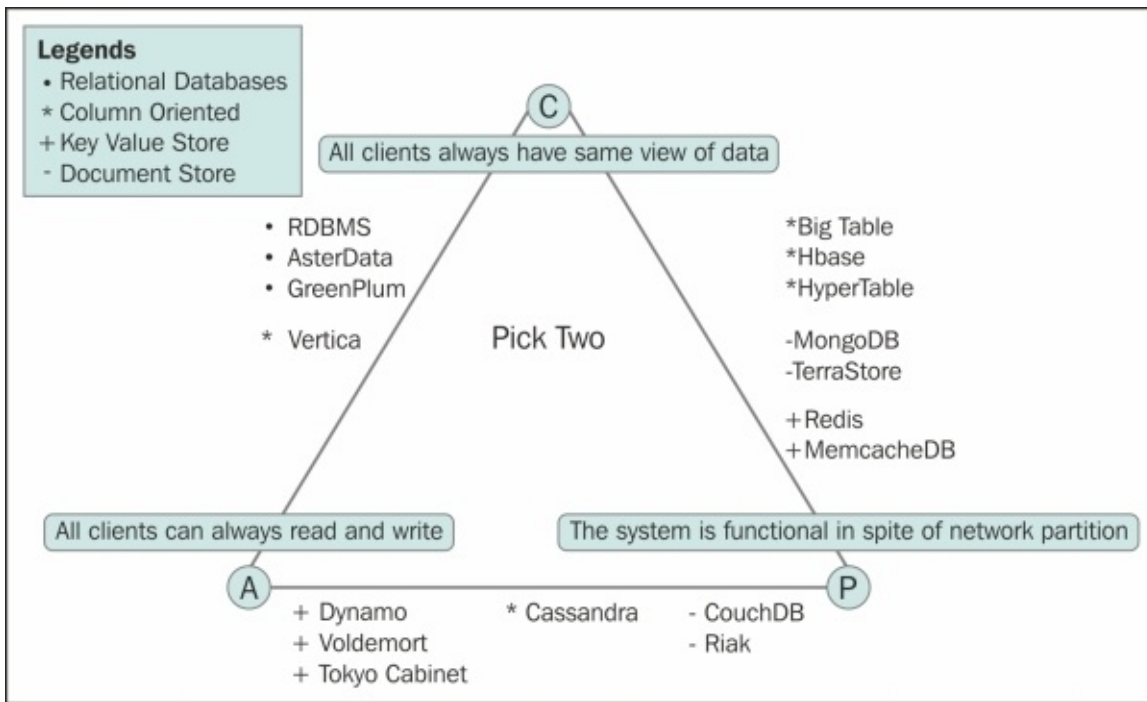 Legends
• Relational Databases
* Column Oriented
+ Key Value Store
- Document Store
C
All clients always have same view of data
• RDBMS
• AsterData
• GreenPlum
* Vertica
Pick Two
*Big Table
*Hbase
*HyperTable
-MongoDB
-TerraStore
+Redis
+MemcacheDB
All clients can always read and write
The system is functional in spite of network partition
A
P
+ Dynamo
+ Voldemort
+ Tokyo Cabinet
* Cassandra
- CouchDB
- Riak